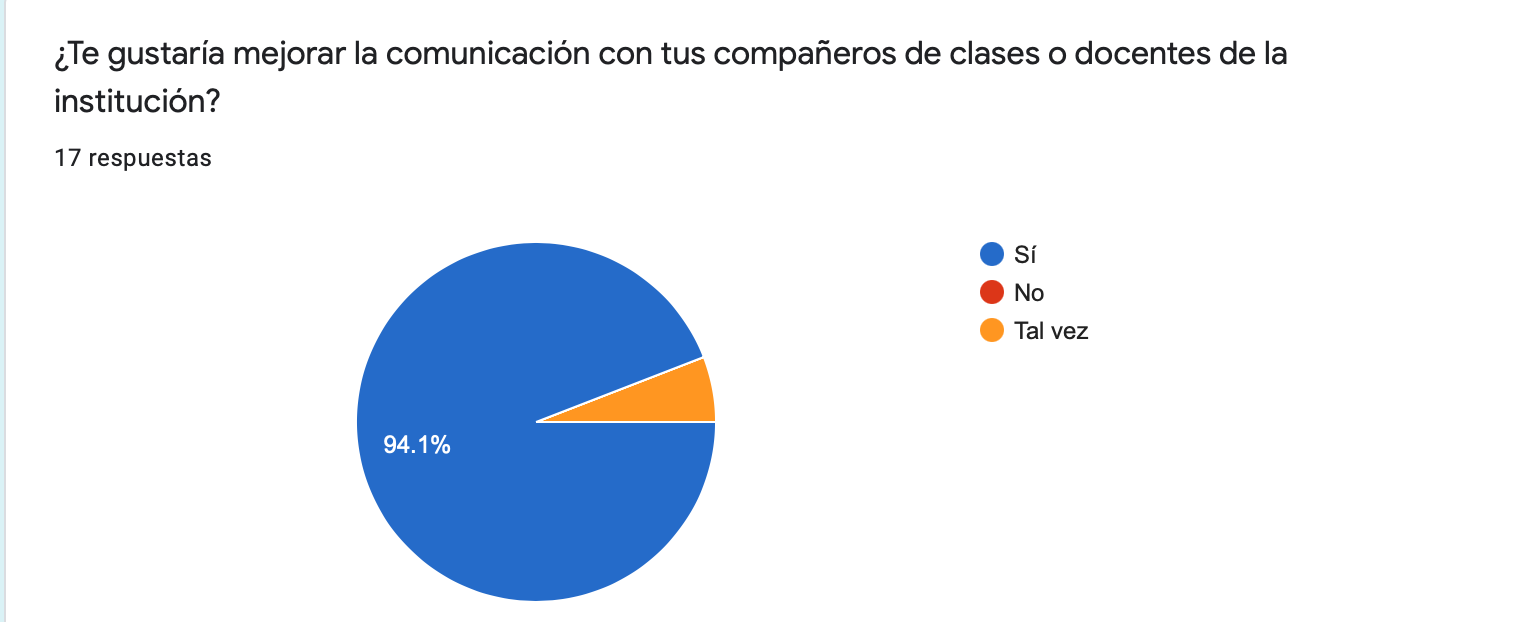 ¿Te gustaría mejorar la comunicación con tus compañeros de clases o docentes de la
institución?
17 respuestas
Sí
No
Tal vez
94.1%